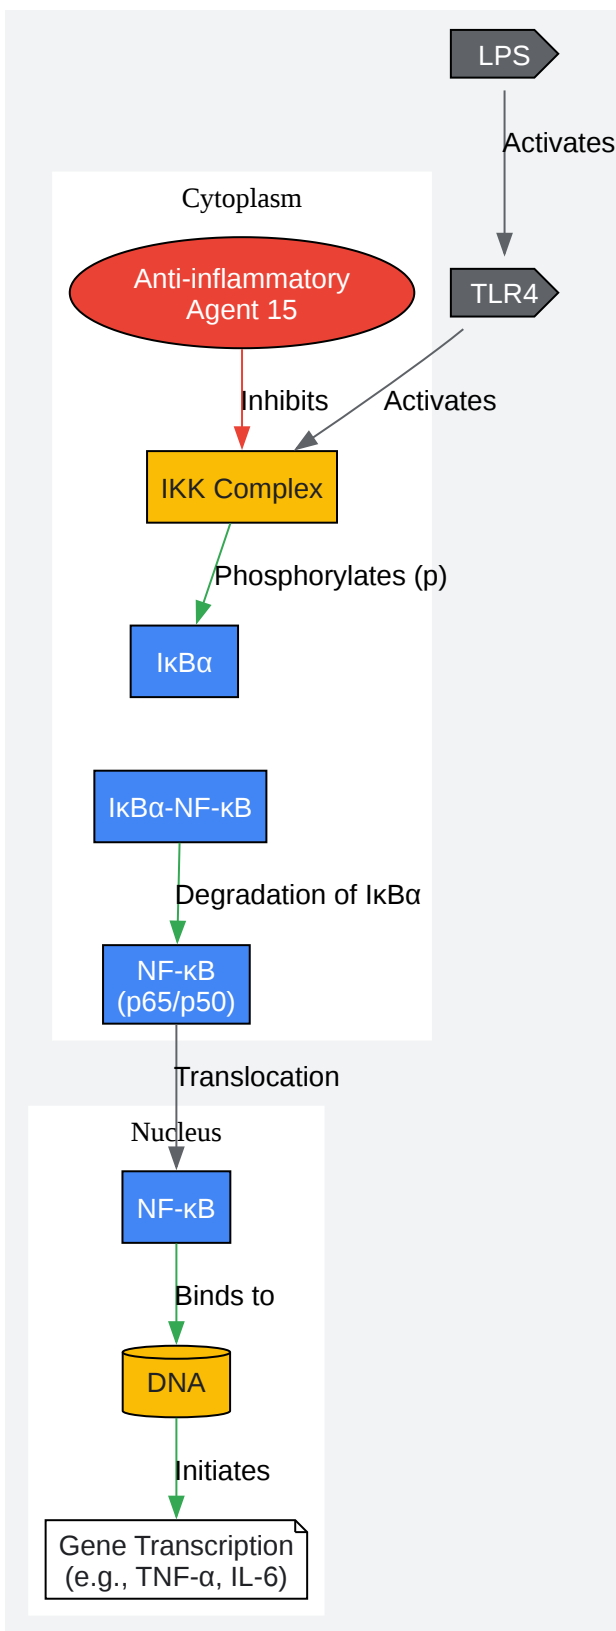 LPS
Activates
Cytoplasm
Anti-inflammatory
Agent 15
TLR4
Inhibits
Activates
IKK Complex
Phosphorylates (p)
IκBα
IκBα-NF-κB
Degradation of IκBα
NF-κB
(p65/p50)
Translocation
Nucleus
NF-κB
Binds to
DNA
Initiates
Gene Transcription
(e.g., TNF-α, IL-6)